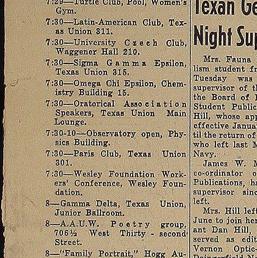 7:29—Turtle Club, Pool, Women's
Gym.
7:30—Latin-American Club, Tex-
as Union 311.
7:30—University Czech Club,
Waggener Hall 210.
7:30—Sigma Gamma Epsilon,
Texas Union 315.
7:30—Omega Chi Epsilon, Chem-
istry Building 15.
7:30—Oratorical Association
Speakers, Texas Union Main
Lounge.
7:30-10—Observatory open, Phy-
sics Building.
7:30—Paris Club, Texas Union
301.
7:30—Wesley Foundation Work-
ers' Conference, Wesley Foun-
dation.
8—Gamma Delta, Texas Union,
Junior Ballroom.
8—A.A.U.W. Poetry group,
706½ West Thirty-second
Street.
8—"Family Portrait," Hogg Au-
Texan Ge
Night Sup
Mrs. Fauna
ism student fr
Tuesday was
supervisor of t
the Board of
Student Public
Hill, whose app
effective Januar
til the return of
who left last M
Navy.
James W. M
co-ordinator o
Publications, ha
supervisor sinc
left.
Mrs. Hill left
June to join her
ant Dan Hill,
served as edit
Vernon Optic-